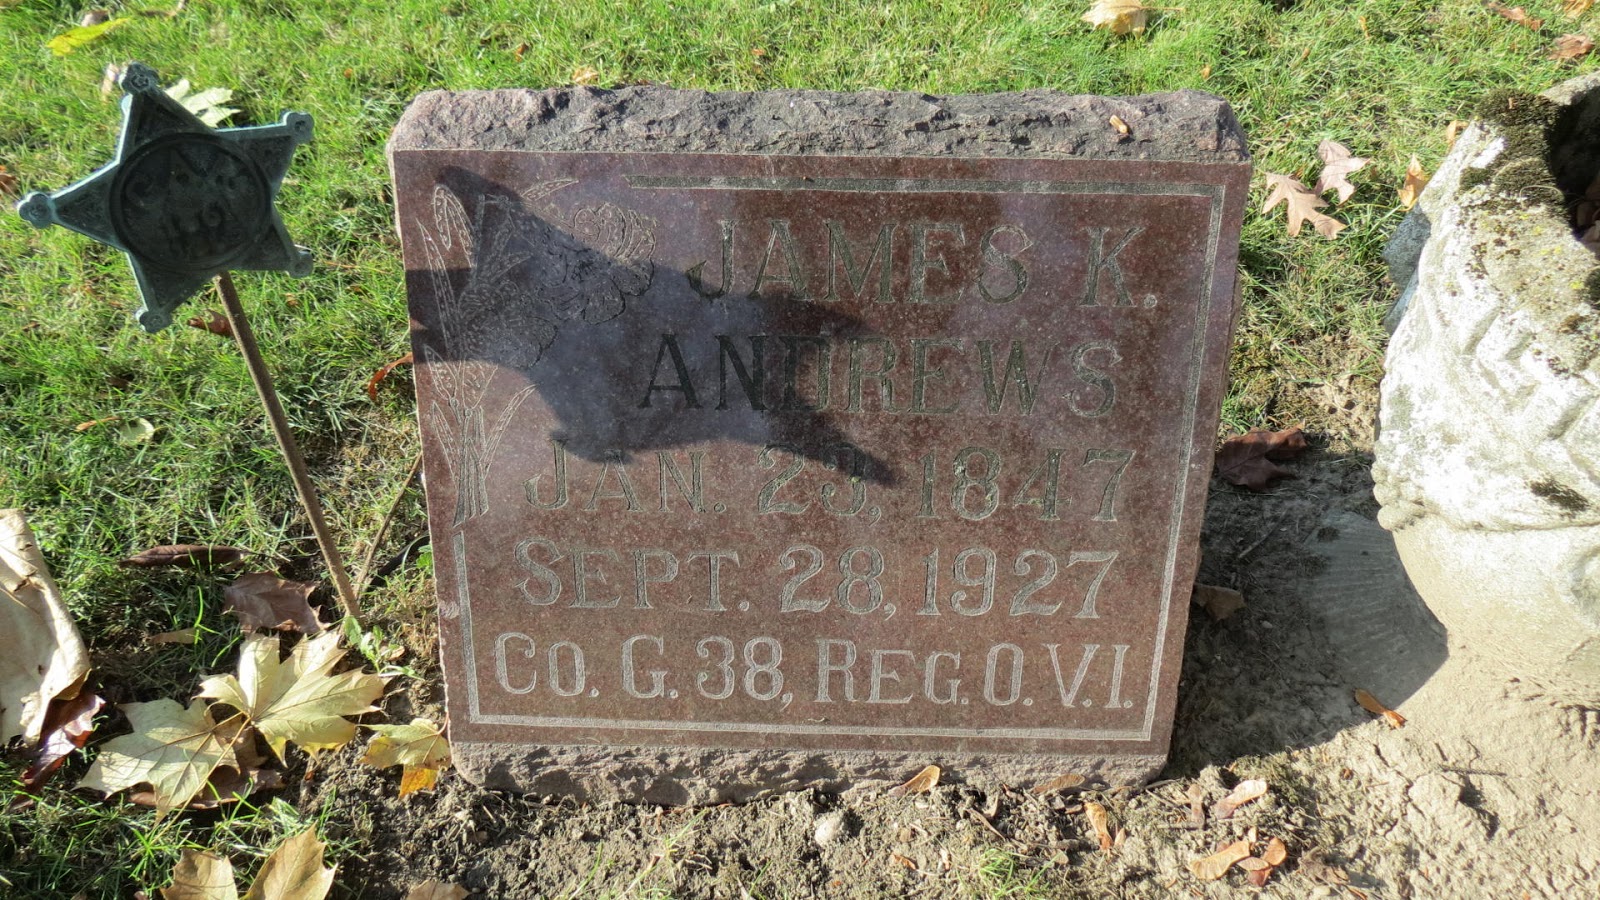 JAMES K.
ANDREWS
JAN. 23, 1847
SEPT. 28, 1927
CO. G. 38, REG. O. V. I.